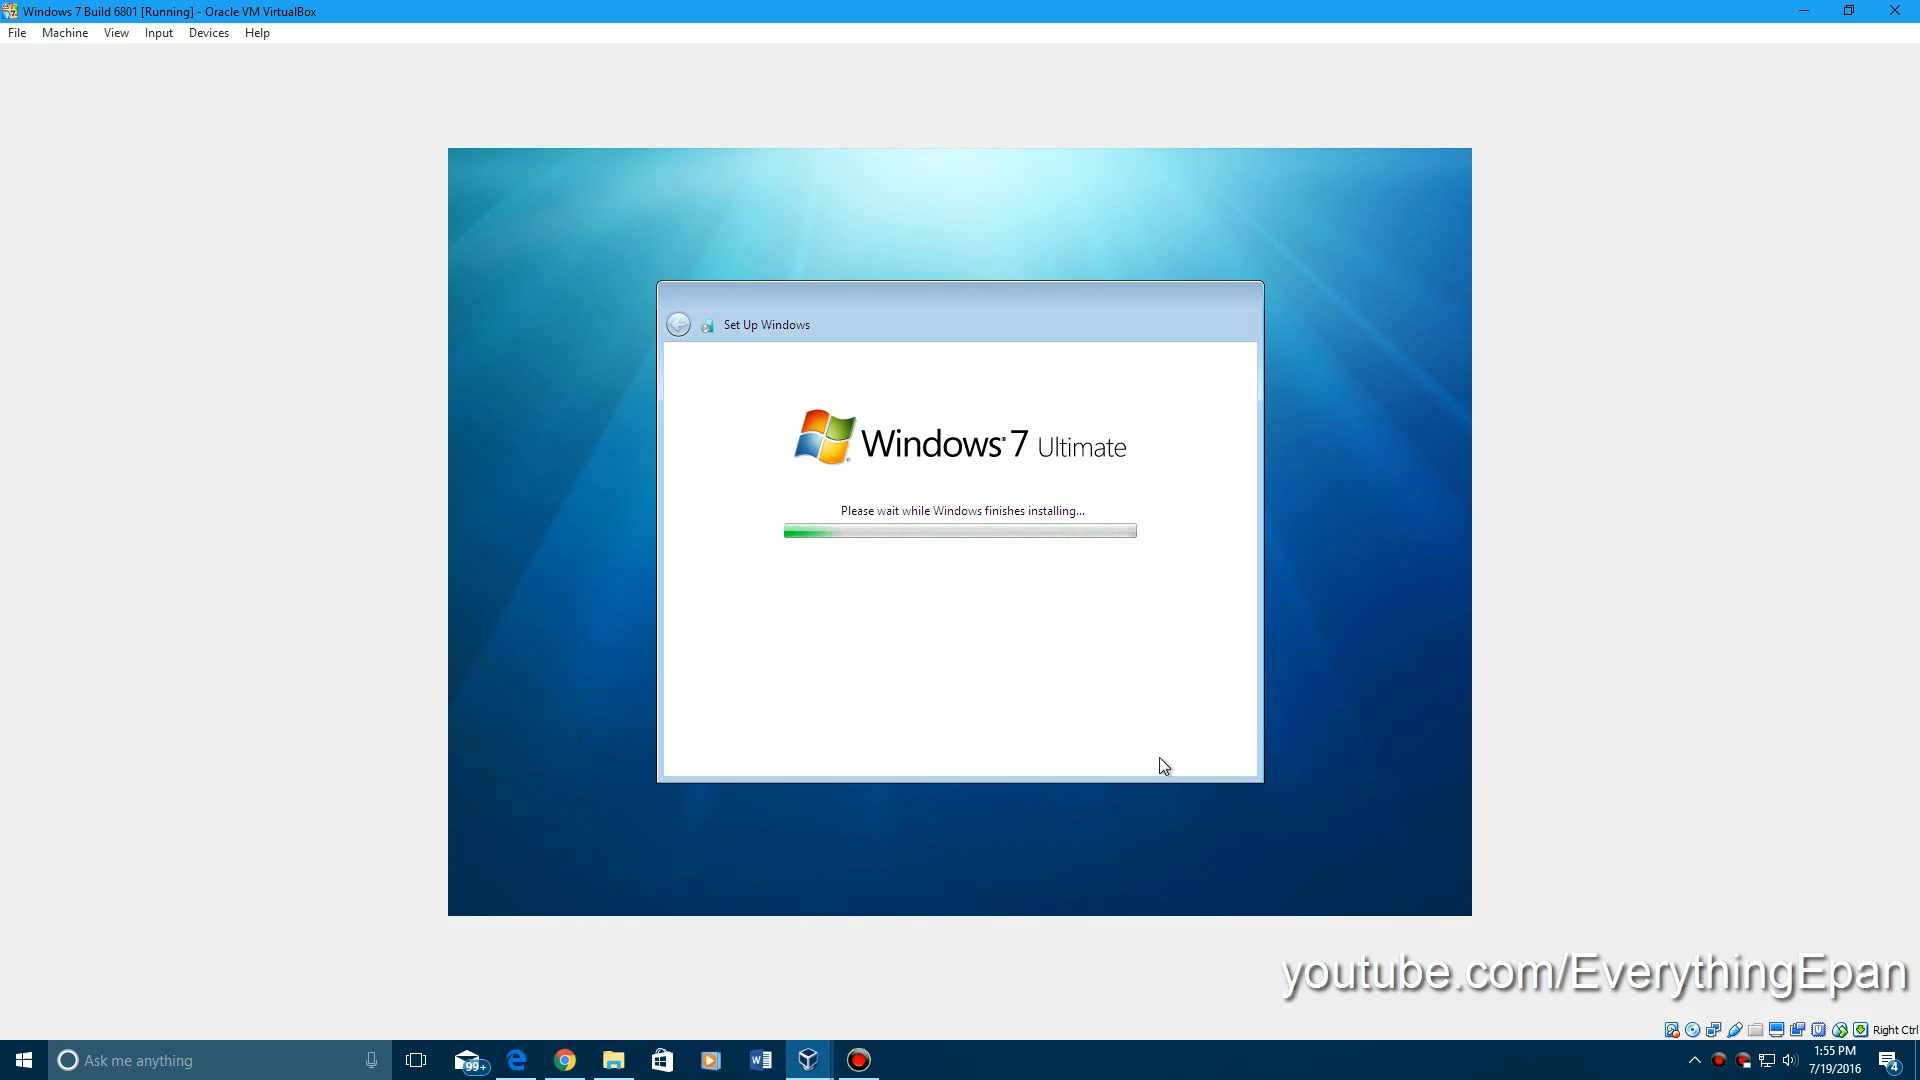 Windows 7 Build 6801 [Running] - Oracle VM VirtualBox
File Machine View Input Devices Help
Set Up Windows
Windows® 7 Ultimate
Please wait while Windows finishes installing...
youtube.com/EverythingEpan
Right Ctrl
Ask me anything
99+
1:55 PM
7/19/2016
4